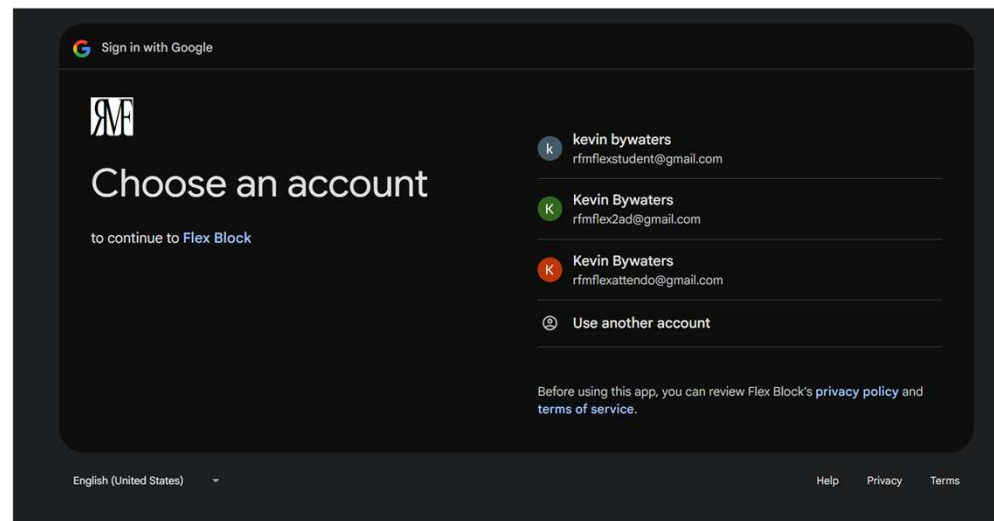 Sign in with Google
RMF
Choose an account
to continue to Flex Block
kevin bywaters
rfmflexstudent@gmail.com
Kevin Bywaters
rfmflex2ad@gmail.com
Kevin Bywaters
rfmflexattendo@gmail.com
Use another account
Before using this app, you can review Flex Block's privacy policy and
terms of service.
English (United States)
Help Privacy Terms